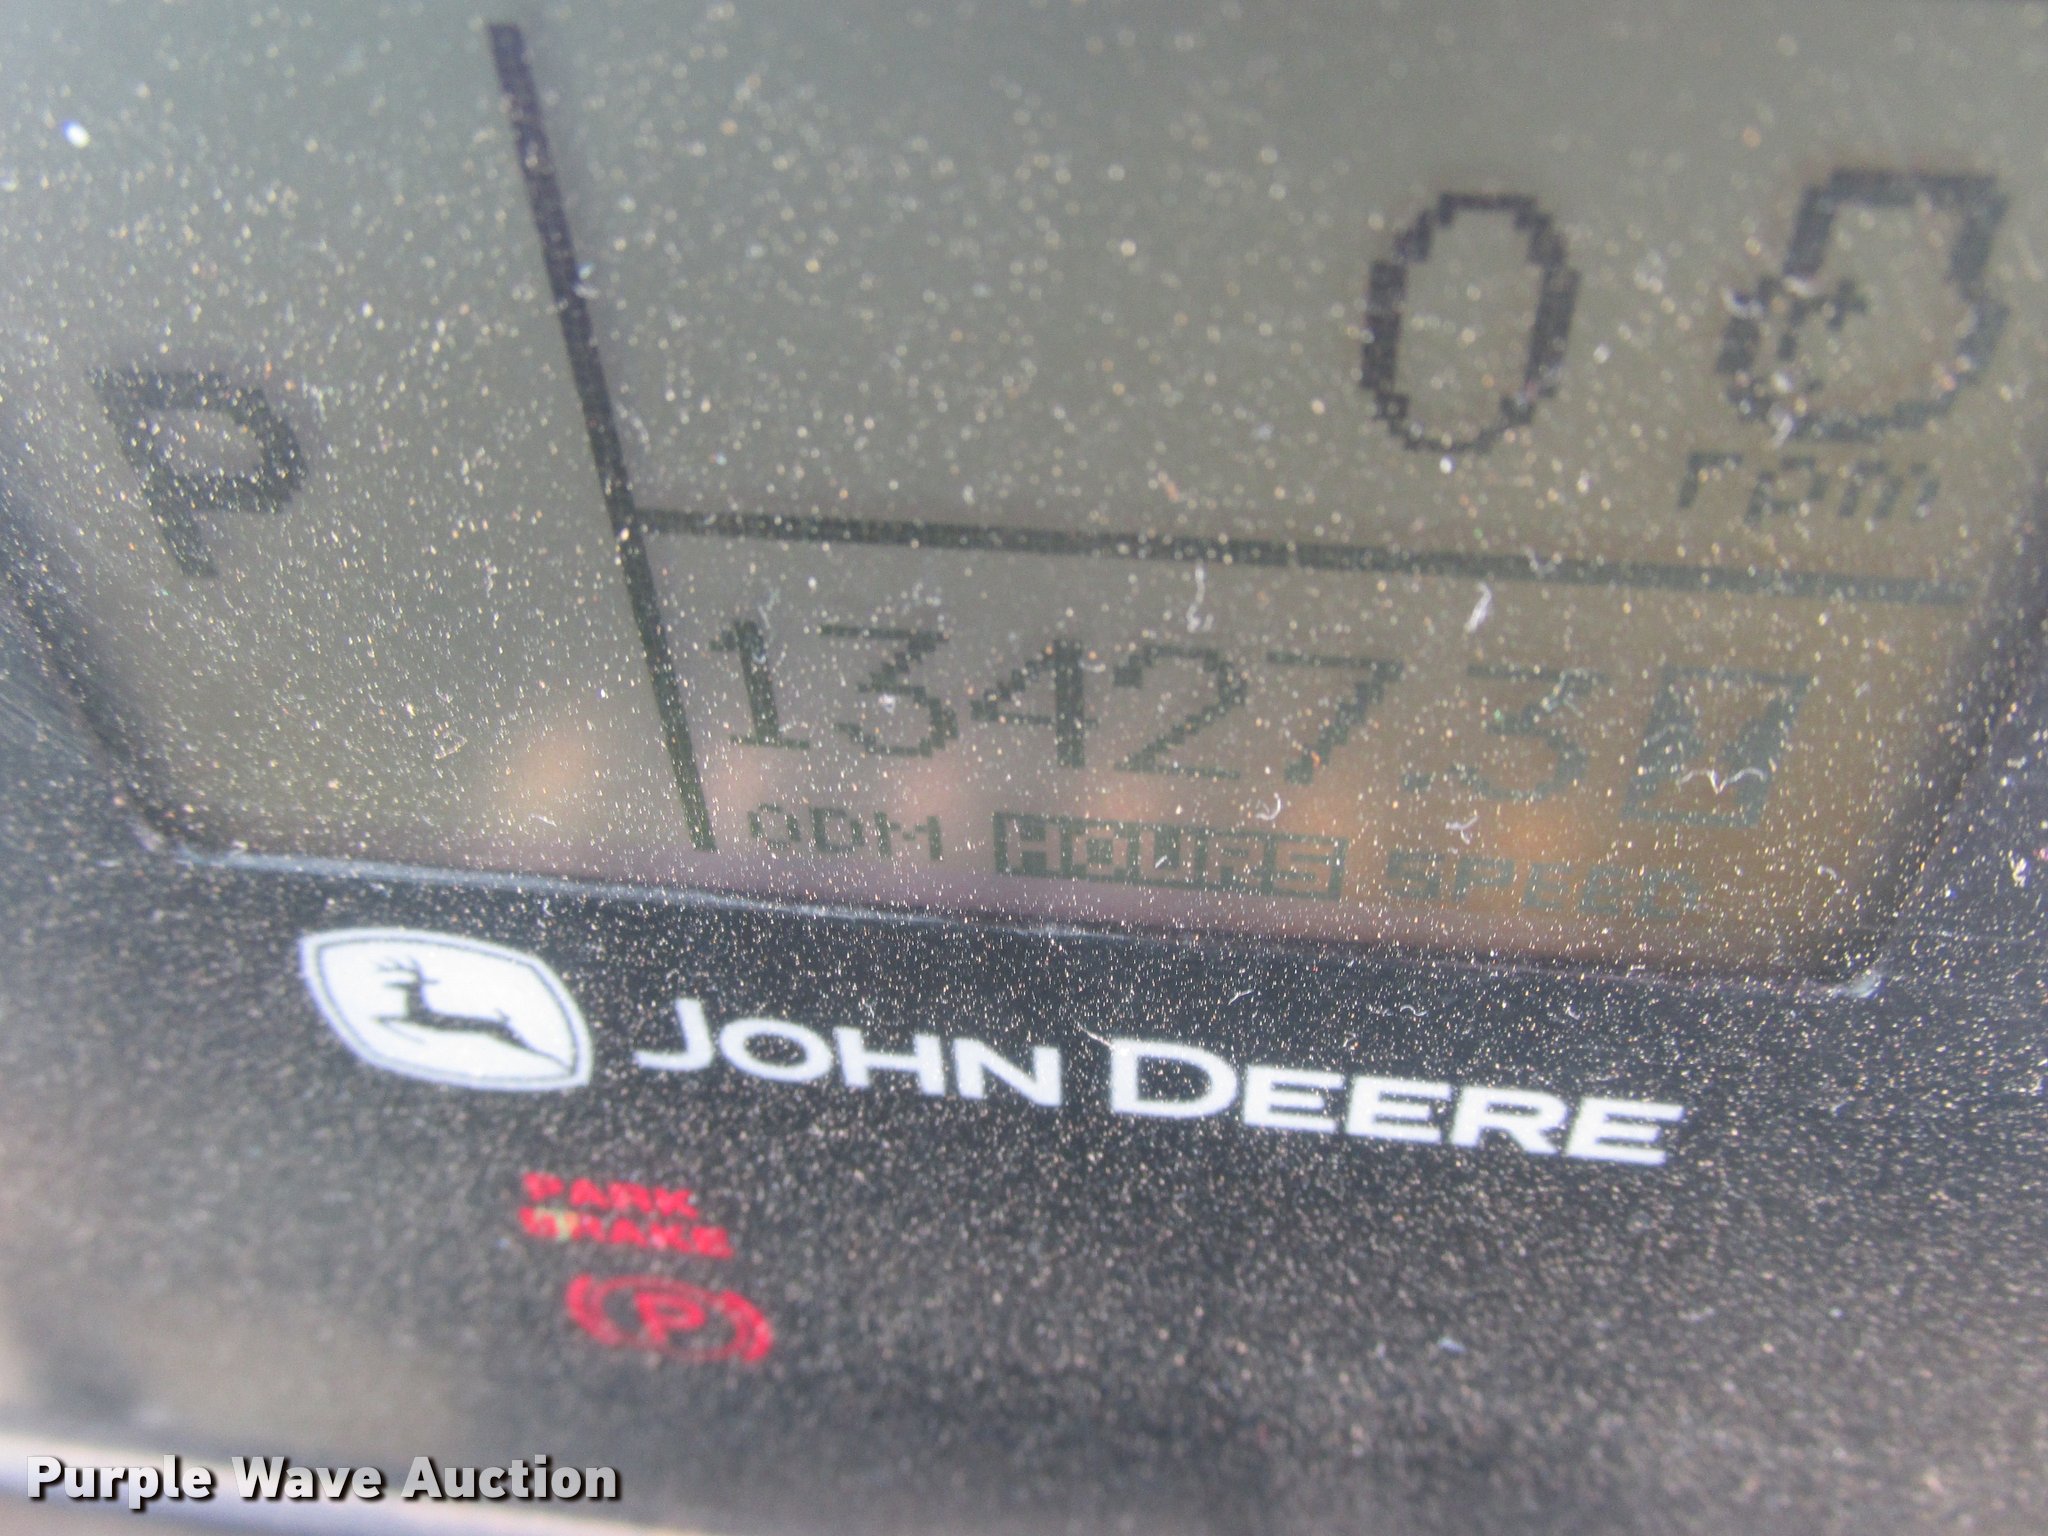 0
rpm
P
13427.3
ODM HOURS SPEED
JOHN DEERE
PARK
BRAKE
P
Purple Wave Auction